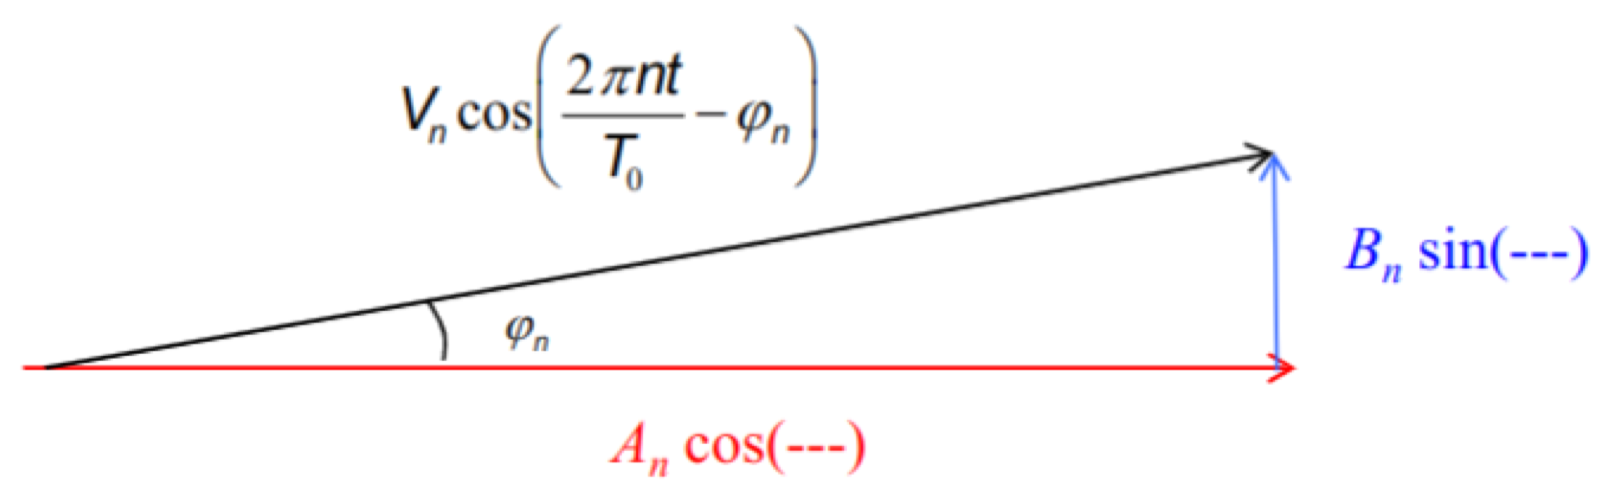 V_n cos(2πnt/T_0 − φ_n)
B_n sin(---)
φ_n
A_n cos(---)